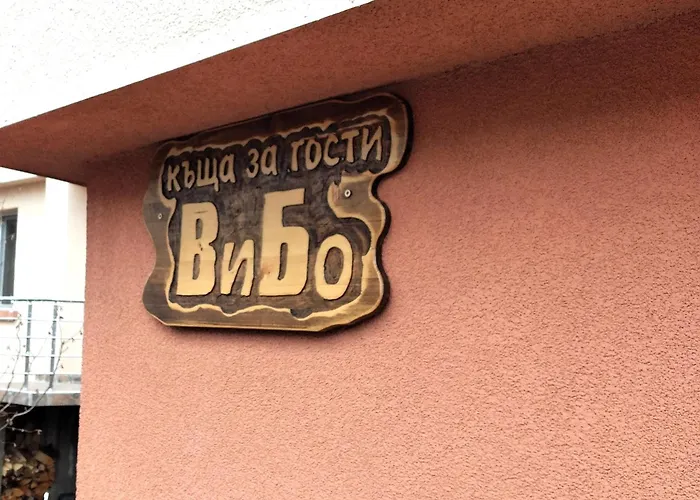 къща за гости
ВиБо